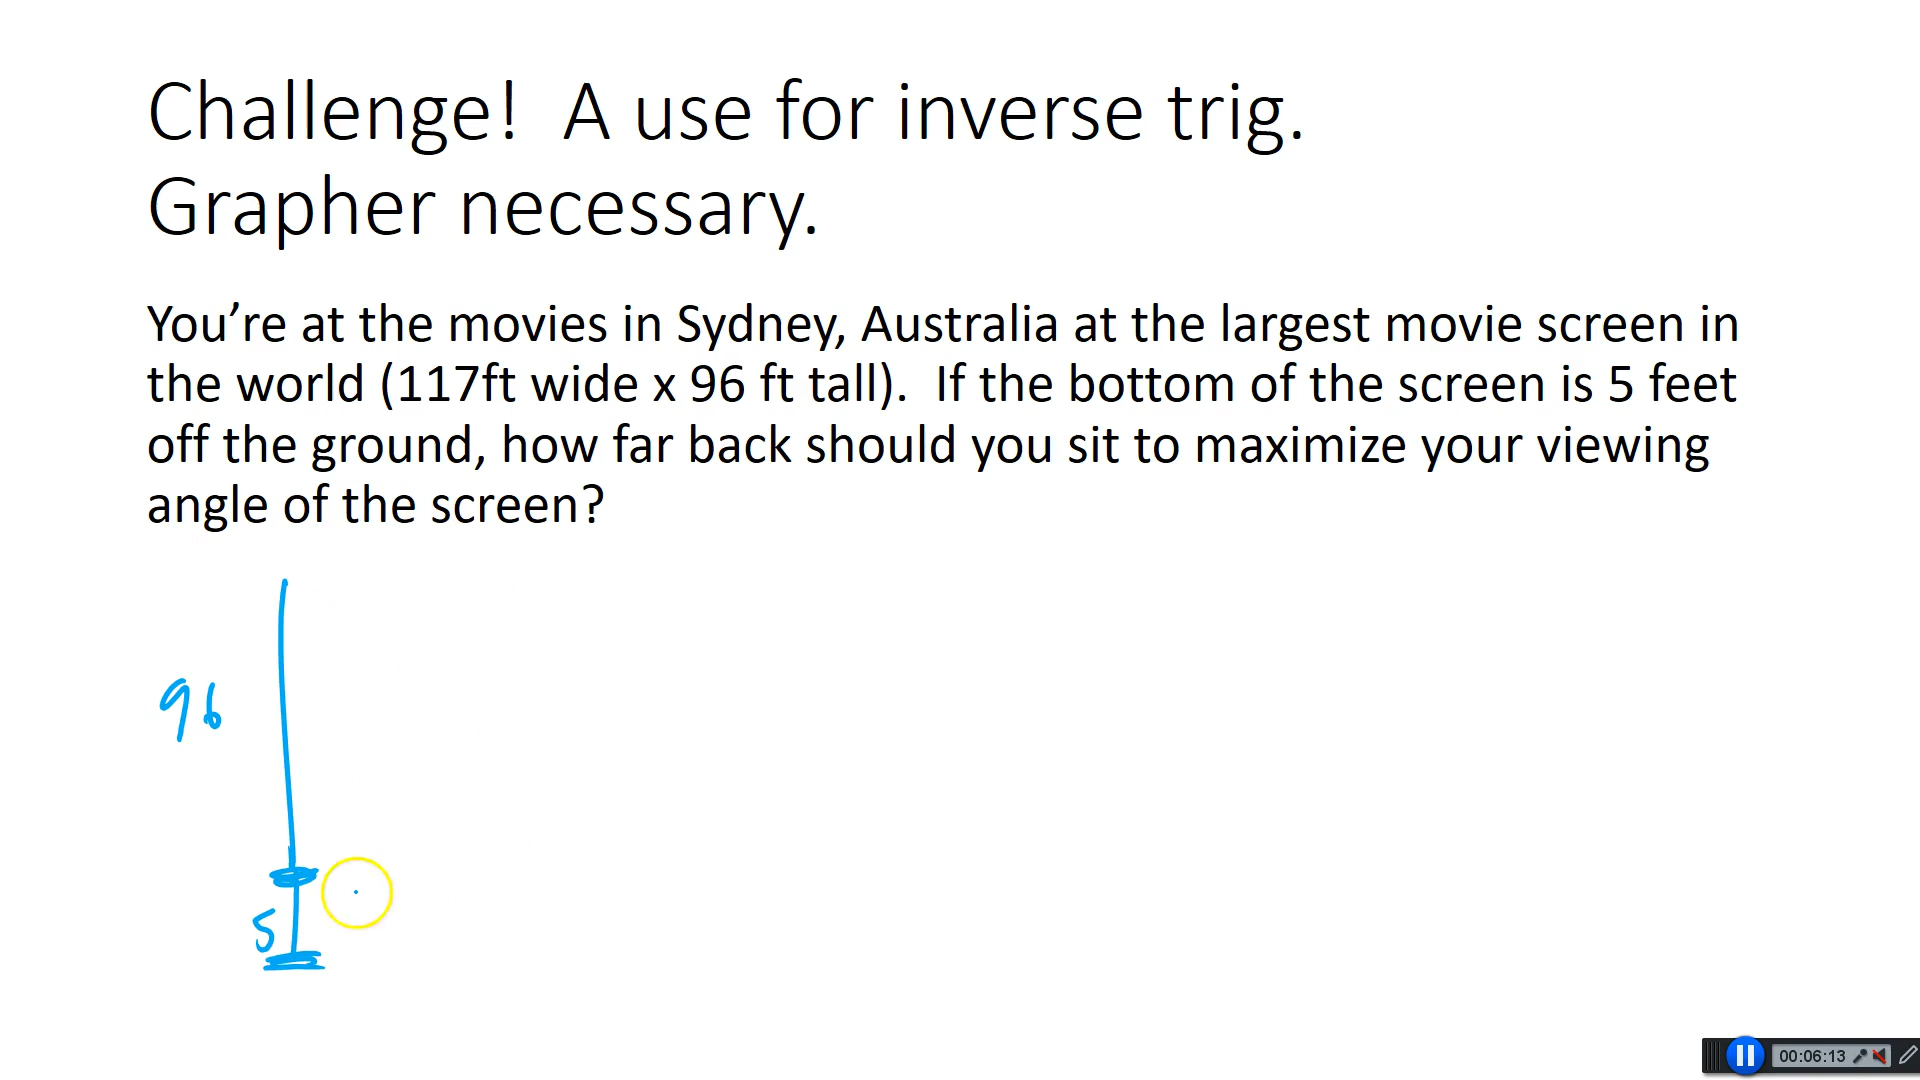 Challenge!  A use for inverse trig.
Grapher necessary.
You’re at the movies in Sydney, Australia at the largest movie screen in
the world (117ft wide x 96 ft tall).  If the bottom of the screen is 5 feet
off the ground, how far back should you sit to maximize your viewing
angle of the screen?
96
5
00:06:13